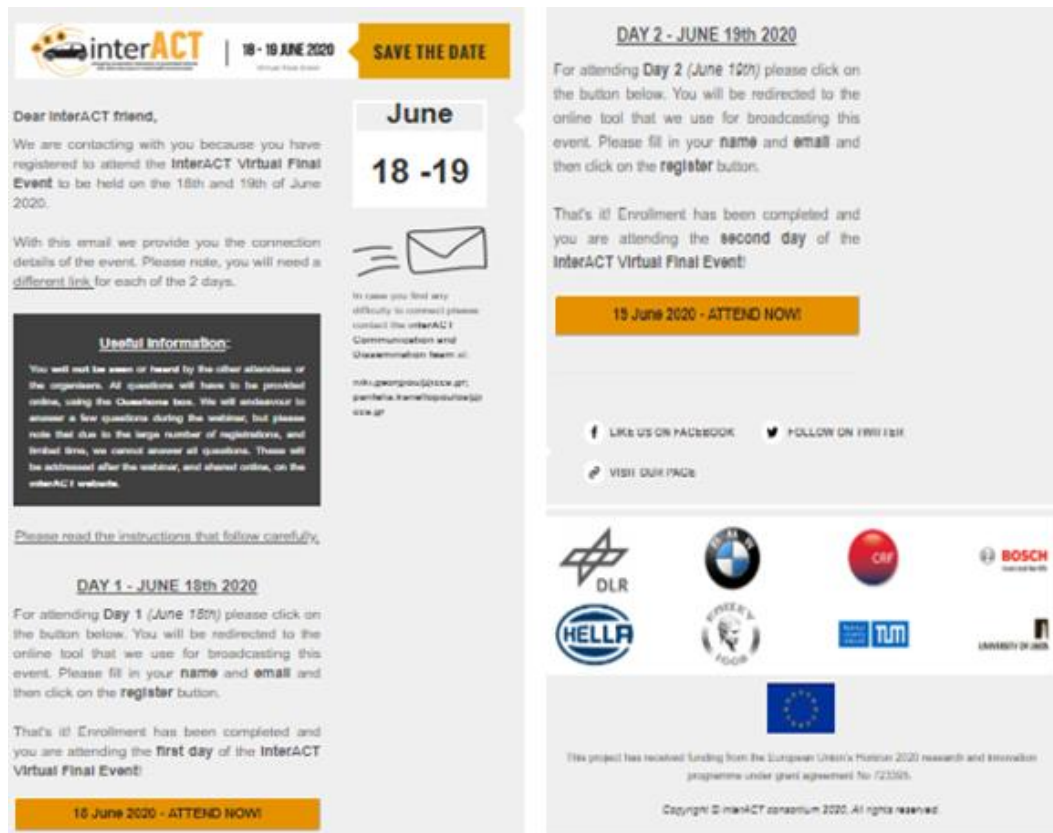 interACT
18 - 19 JUNE 2020
Virtual Final Event
SAVE THE DATE
Dear interACT friend,
We are contacting with you because you have
registered to attend the interACT Virtual Final
Event to be held on the 18th and 19th of June
2020.
With this email we provide you the connection
details of the event. Please note, you will need a
different link for each of the 2 days.
June
18 -19
In case you find any
difficulty to connect please
contact the interACT
Communication and
Dissemination team at:
Useful Information:
You will not be seen or heard by the other attendees or
the organisers. All questions will have to be provided
online, using the Questions box. We will endeavour to
answer a few questions during the webinar, but please
note that due to the large number of registrations, and
limited time, we cannot answer all questions. These will
be addressed after the webinar, and shared online, on the
interACT website.
Please read the instructions that follow carefully.
DAY 1 - JUNE 18th 2020
For attending Day 1 (June 18th) please click on
the button below. You will be redirected to the
online tool that we use for broadcasting this
event. Please fill in your name and email and
then click on the register button.
That's it! Enrollment has been completed and
you are attending the first day of the interACT
Virtual Final Event!
18 June 2020 - ATTEND NOW!
DAY 2 - JUNE 19th 2020
For attending Day 2 (June 19th) please click on
the button below. You will be redirected to the
online tool that we use for broadcasting this
event. Please fill in your name and email and
then click on the register button.
That's it! Enrollment has been completed and
you are attending the second day of the
interACT Virtual Final Event!
19 June 2020 - ATTEND NOW!
LIKE US ON FACEBOOK
FOLLOW ON TWITTER
VISIT OUR PAGE
DLR
BMW
CRF
BOSCH
HELLA
TUM
UNIVERSITY OF LEEDS
This project has received funding from the European Union's Horizon 2020 research and innovation
programme under grant agreement No
Copyright © interACT consortium 2020, All rights reserved.